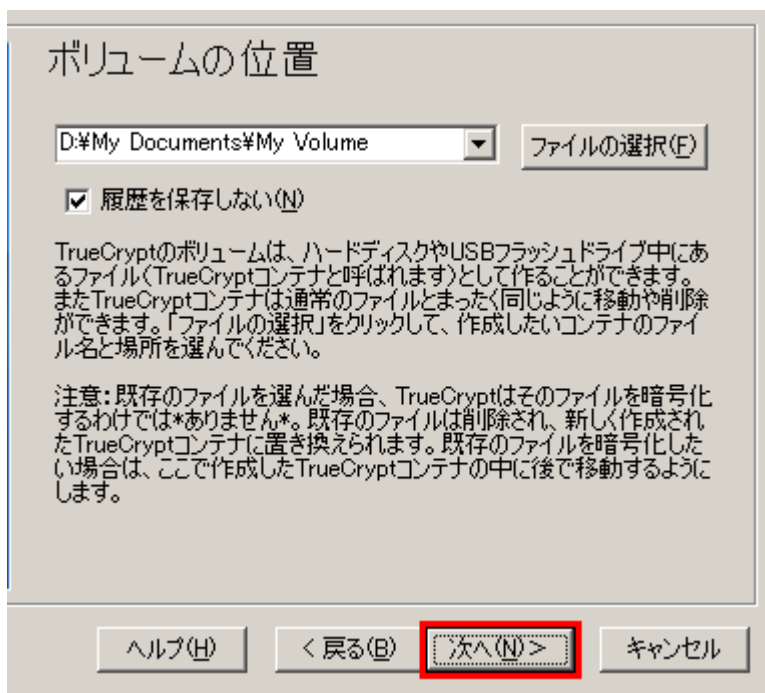 ボリュームの位置
D:¥My Documents¥My Volume
ファイルの選択(F)
履歴を保存しない(N)
TrueCryptのボリュームは、ハードディスクやUSBフラッシュドライブ中にあ
るファイル(TrueCryptコンテナと呼ばれます)として作ることができます。
またTrueCryptコンテナは通常のファイルとまったく同じように移動や削除
ができます。「ファイルの選択」をクリックして、作成したいコンテナのファイ
ル名と場所を選んでください。
注意:既存のファイルを選んだ場合、TrueCryptはそのファイルを暗号化
するわけでは*ありません*。既存のファイルは削除され、新しく作成され
たTrueCryptコンテナに置き換えられます。既存のファイルを暗号化した
い場合は、ここで作成したTrueCryptコンテナの中に後で移動するように
します。
ヘルプ(H)
< 戻る(B)
次へ(N) >
キャンセル